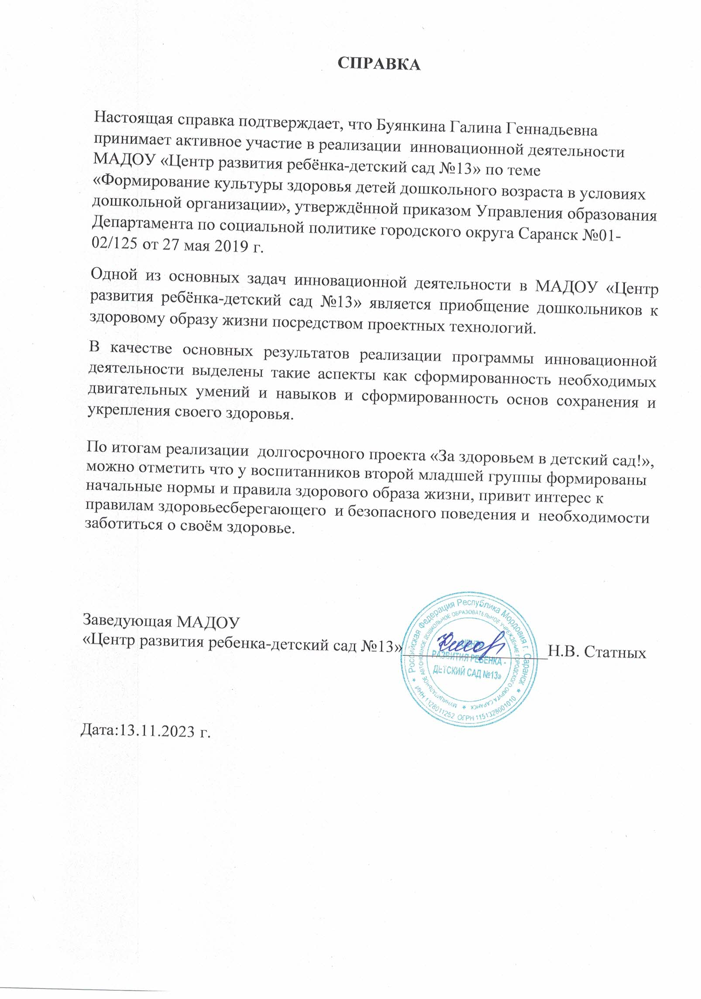 СПРАВКА
Настоящая справка подтверждает, что Буянкина Галина Геннадьевна
принимает активное участие в реализации инновационной деятельности
МАДОУ «Центр развития ребёнка-детский сад №13» по теме
«Формирование культуры здоровья детей дошкольного возраста в условиях
дошкольной организации», утверждённой приказом Управления образования
Департамента по социальной политике городского округа Саранск №01-
02/125 от 27 мая 2019 г.
Одной из основных задач инновационной деятельности в МАДОУ «Центр
развития ребёнка-детский сад №13» является приобщение дошкольников к
здоровому образу жизни посредством проектных технологий.
В качестве основных результатов реализации программы инновационной
деятельности выделены такие аспекты как сформированность необходимых
двигательных умений и навыков и сформированность основ сохранения и
укрепления своего здоровья.
По итогам реализации долгосрочного проекта «За здоровьем в детский сад!»,
можно отметить что у воспитанников второй младшей группы формированы
начальные нормы и правила здорового образа жизни, привит интерес к
правилам здоровьесберегающего и безопасного поведения и необходимости
заботиться о своём здоровье.
Заведующая МАДОУ
«Центр развития ребенка-детский сад №13» Н.В. Статных
Российская Федерация Республика Мордовия г. Саранск
ИНН 1328011252 ОГРН 1151328001010
МУНИЦИПАЛЬНОЕ АВТОНОМНОЕ ДОШКОЛЬНОЕ ОБРАЗОВАТЕЛЬНОЕ УЧРЕЖДЕНИЕ ГОРОДСКОГО ОКРУГА САРАНСК
«ЦЕНТР
РАЗВИТИЯ РЕБЕНКА -
ДЕТСКИЙ САД №13»
Дата:13.11.2023 г.